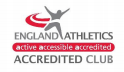 ENGLAND ATHLETICS
active accessible accredited
ACCREDITED CLUB